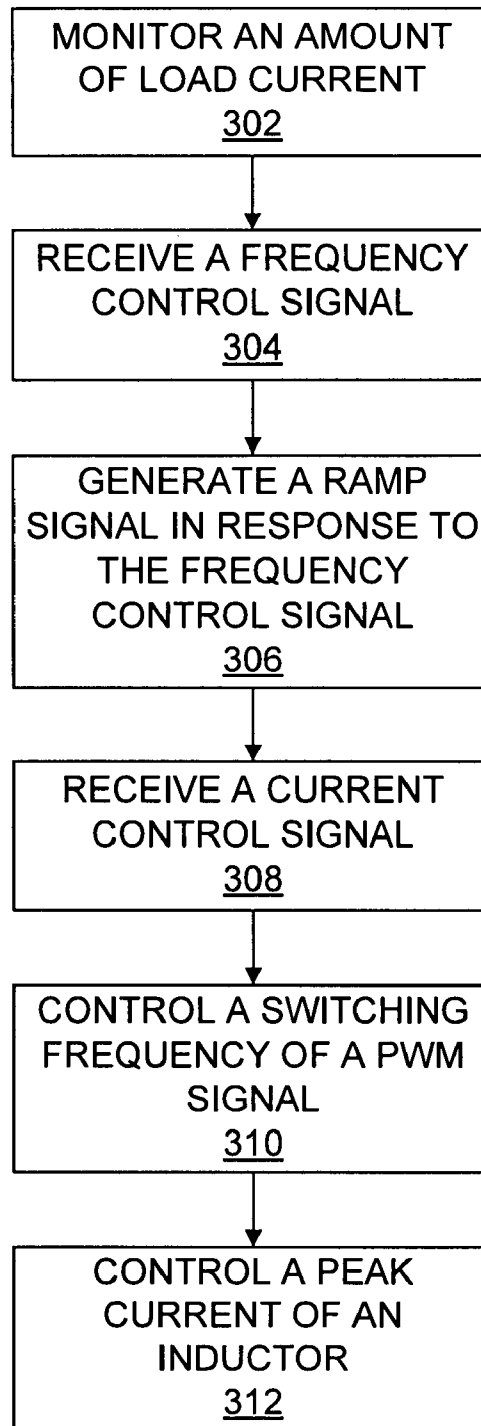 MONITOR AN AMOUNT
OF LOAD CURRENT
302
RECEIVE A FREQUENCY
CONTROL SIGNAL
304
GENERATE A RAMP
SIGNAL IN RESPONSE TO
THE FREQUENCY
CONTROL SIGNAL
306
RECEIVE A CURRENT
CONTROL SIGNAL
308
CONTROL A SWITCHING
FREQUENCY OF A PWM
SIGNAL
310
CONTROL A PEAK
CURRENT OF AN
INDUCTOR
312